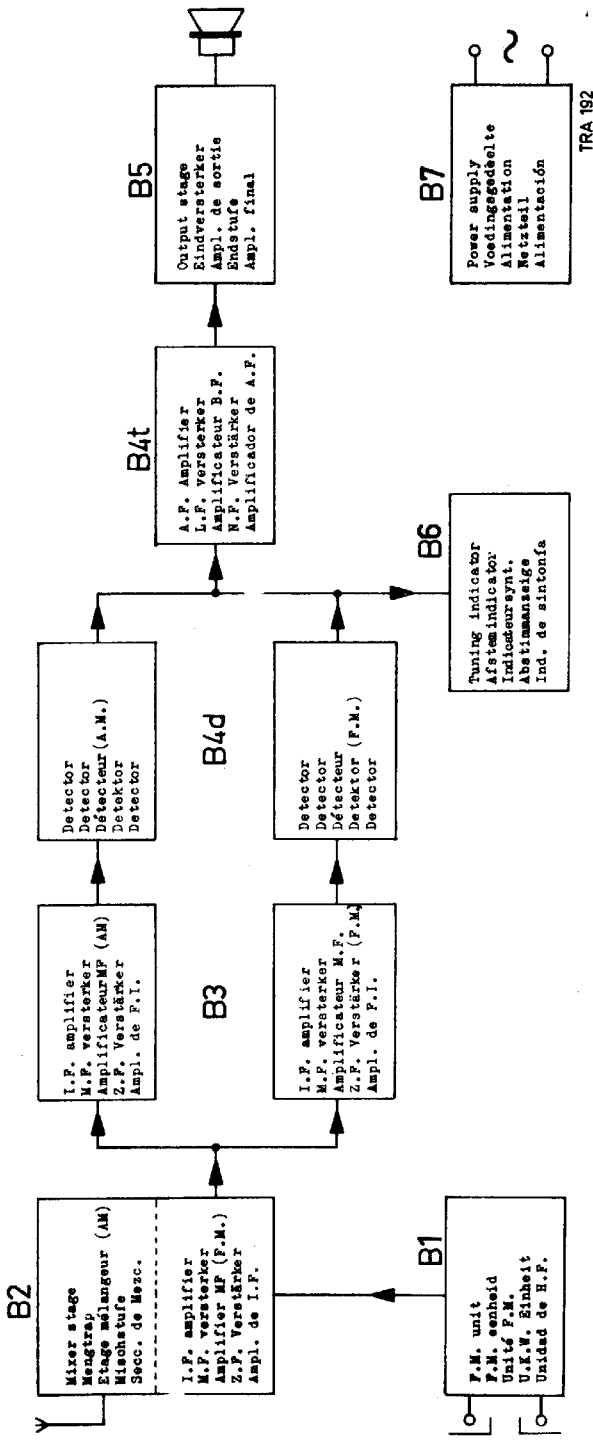 B2
Mixer stage
Mengtrap
Etage mélangeur (AM)
Mischstufe
Secc. de Mezc.
I.F. amplifier
M.F. versterker
Amplifier MF (F.M.)
Z.F. Verstärker
Ampl. de I.F.
B1
F.M. unit
F.M. eenheid
Unité F.M.
U.K.W. Einheit
Unidad de H.F.
B3
I.F. amplifier
M.F. versterker
Amplificateur MF (AM)
Z.F. Verstärker
Ampl. de F.I.
I.F. amplifier
M.F. versterker
Amplificateur M.F.
Z.F. Verstärker (F.M.)
Ampl. de F.I.
B4d
Detector
Detector
Détecteur (A.M.)
Detektor
Detector
Detector
Detector
Détecteur
Detektor (F.M.)
Detector
B4t
A.F. Amplifier
L.F. versterker
Amplificateur B.F.
N.F. Verstärker
Amplificador de A.F.
B6
Tuning indicator
Afstemindicator
Indicateur synt.
Abstimmanzeige
Ind. de sintonía
B5
Output stage
Eindversterker
Ampl. de sortie
Endstufe
Ampl. final
B7
Power supply
Voedingsgedeelte
Alimentation
Netzteil
Alimentación
TRA 192